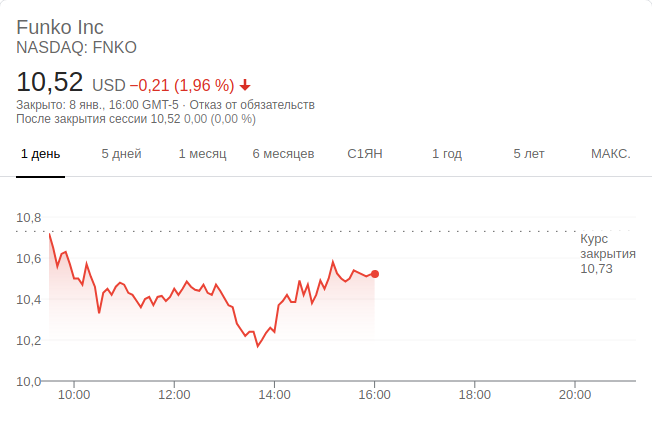 Funko Inc
NASDAQ: FNKO
10,52 USD −0,21 (1,96 %)
Закрыто: 8 янв., 16:00 GMT-5 · Отказ от обязательств
После закрытия сессии 10,52 0,00 (0,00 %)
1 день 5 дней 1 месяц 6 месяцев С1ЯН 1 год 5 лет МАКС.
10,8
Курс
закрытия
10.73
10,6
10,4
10,2
10,0
10:00 12:00 14:00 16:00 18:00 20:00